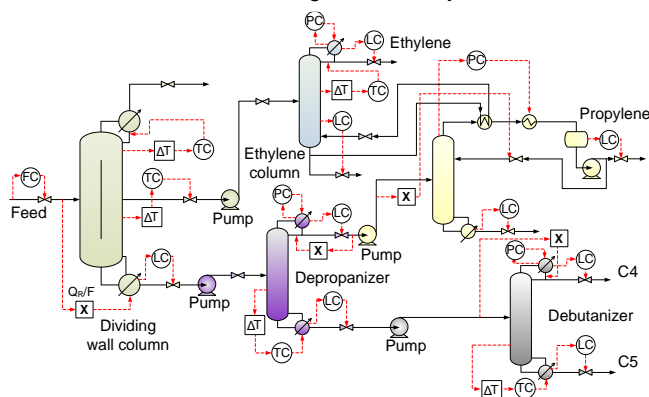 PC
LC
Ethylene
ΔT
TC
PC
ΔT
TC
LC
Propylene
LC
FC
TC
Ethylene
column
Feed
ΔT
Pump
X
PC
LC
LC
X
Pump
X
LC
Depropanizer
PC
LC
C4
Q_R/F
X
Pump
LC
ΔT
Dividing
wall column
TC
Pump
Debutanizer
LC
C5
ΔT
TC